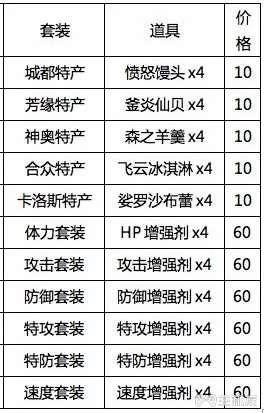 套装 道具 价格
城都特产 愤怒馒头 x4 10
芳缘特产 釜炎仙贝 x4 10
神奥特产 森之羊羹 x4 10
合众特产 飞云冰淇淋 x4 10
卡洛斯特产 娑罗沙布蕾 x4 10
体力套装 HP 增强剂 x4 60
攻击套装 攻击增强剂 x4 60
防御套装 防御增强剂 x4 60
特攻套装 特攻增强剂 x4 60
特防套装 特防增强剂 x4 60
速度套装 速度增强剂 x4 60